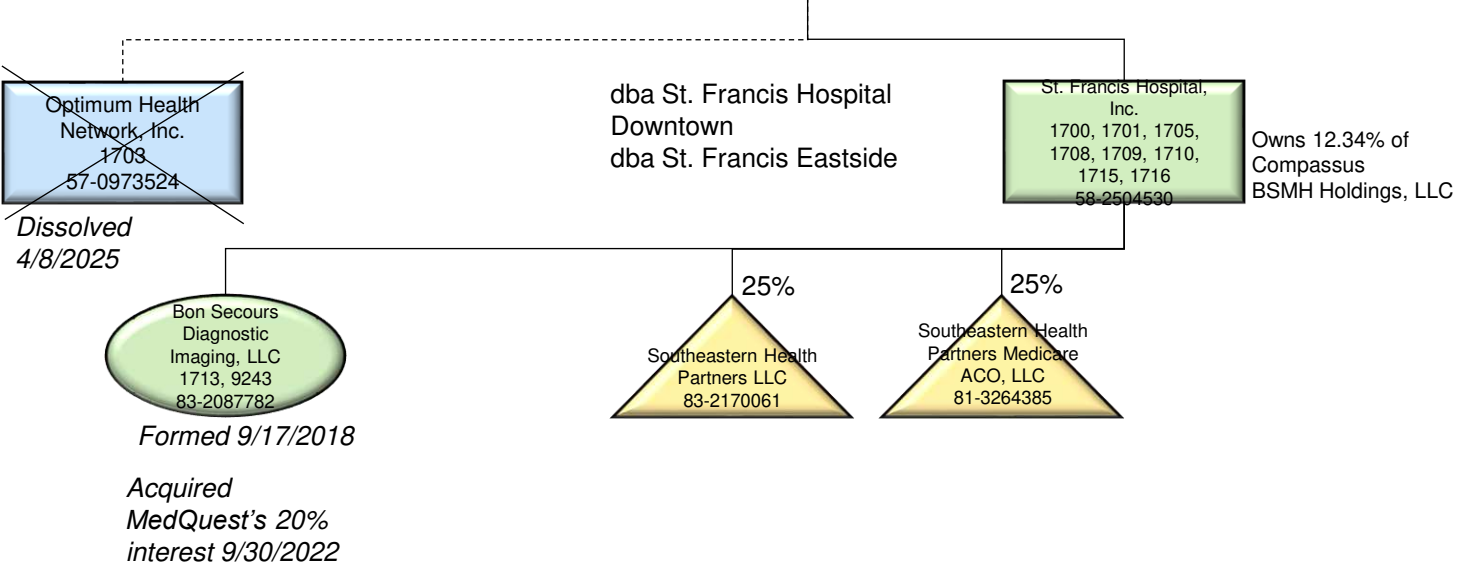 Optimum Health
Network, Inc.
1703
57-0973524
Dissolved
4/8/2025
dba St. Francis Hospital
Downtown
dba St. Francis Eastside
St. Francis Hospital,
Inc.
1700, 1701, 1705,
1708, 1709, 1710,
1715, 1716
58-2504530
Owns 12.34% of
Compassus
BSMH Holdings, LLC
Bon Secours
Diagnostic
Imaging, LLC
1713, 9243
83-2087782
Formed 9/17/2018
Acquired
MedQuest’s 20%
interest 9/30/2022
25%
Southeastern Health
Partners LLC
83-2170061
25%
Southeastern Health
Partners Medicare
ACO, LLC
81-3264385